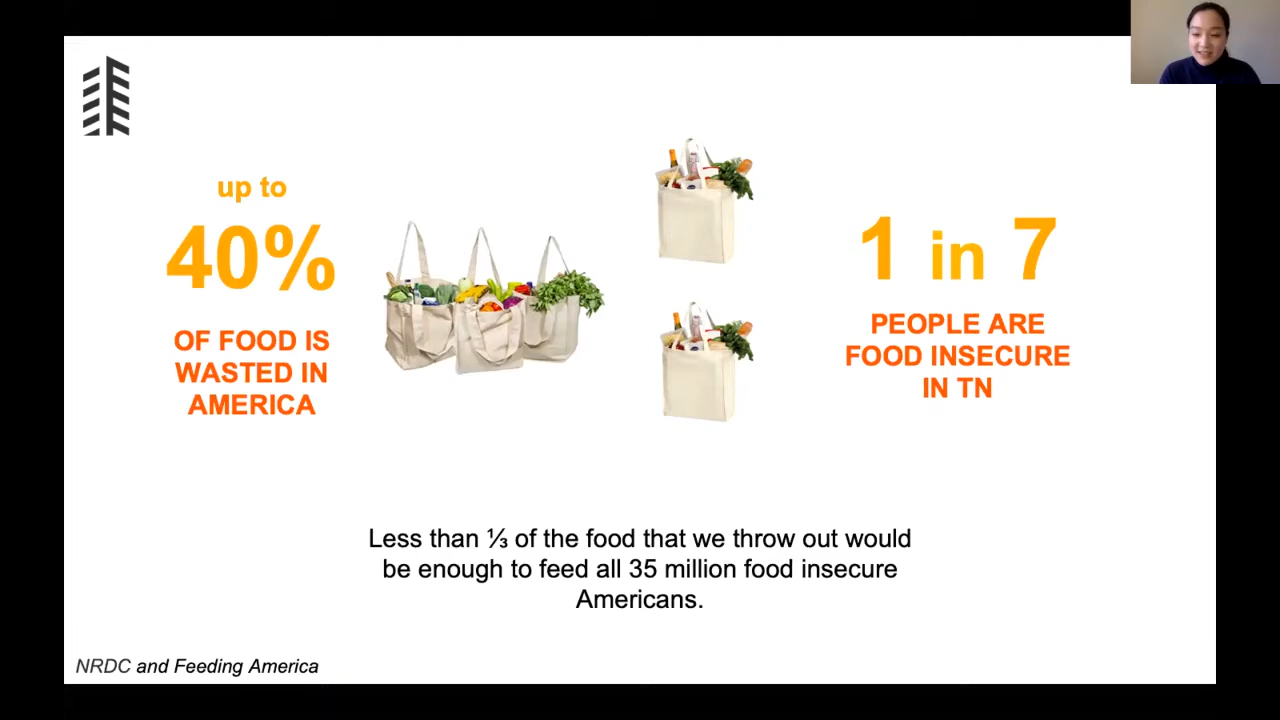 up to
40%
OF FOOD IS
WASTED IN
AMERICA
1 in 7
PEOPLE ARE
FOOD INSECURE
IN TN
Less than ⅓ of the food that we throw out would
be enough to feed all 35 million food insecure
Americans.
NRDC and Feeding America